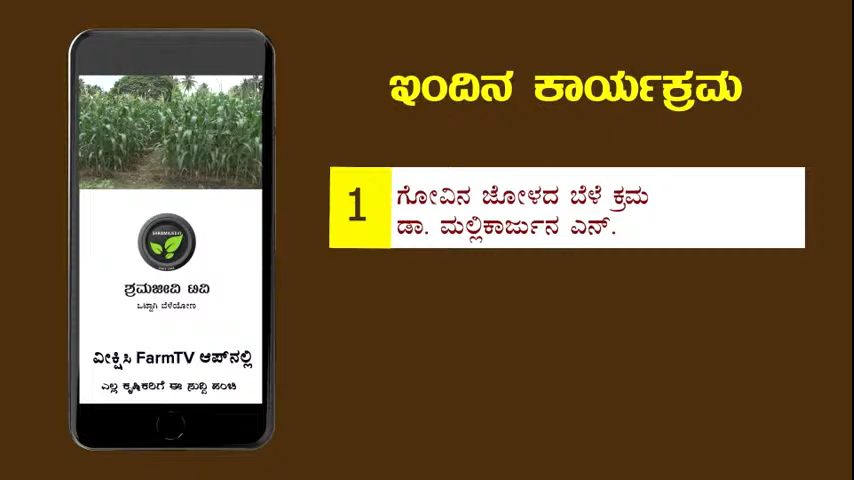 ಇಂದಿನ ಕಾರ್ಯಕ್ರಮ
1
ಗೋವಿನ ಜೋಳದ ಬೆಳೆ ಕ್ರಮ
ಡಾ. ಮಲ್ಲಿಕಾರ್ಜುನ ಎನ್.
ಶ್ರಮಜೀವಿ ಟಿವಿ
ಒಟ್ಟಾಗಿ ಬೆಳೆಯೋಣ
ವೀಕ್ಷಿಸಿ FarmTV ಆಪ್‌ನಲ್ಲಿ
ಎಲ್ಲ ಕೃಷಿಕರಿಗೆ ಈ ಸುದ್ದಿ ಹಂಚಿ